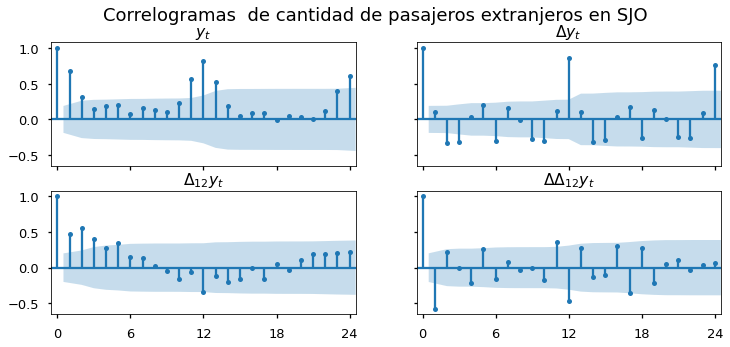 Correlogramas de cantidad de pasajeros extranjeros en SJO
y_t
Δy_t
1.0
0.5
0.0
−0.5
Δ_12 y_t
ΔΔ_12 y_t
1.0
0.5
0.0
−0.5
0 6 12 18 24
0 6 12 18 24